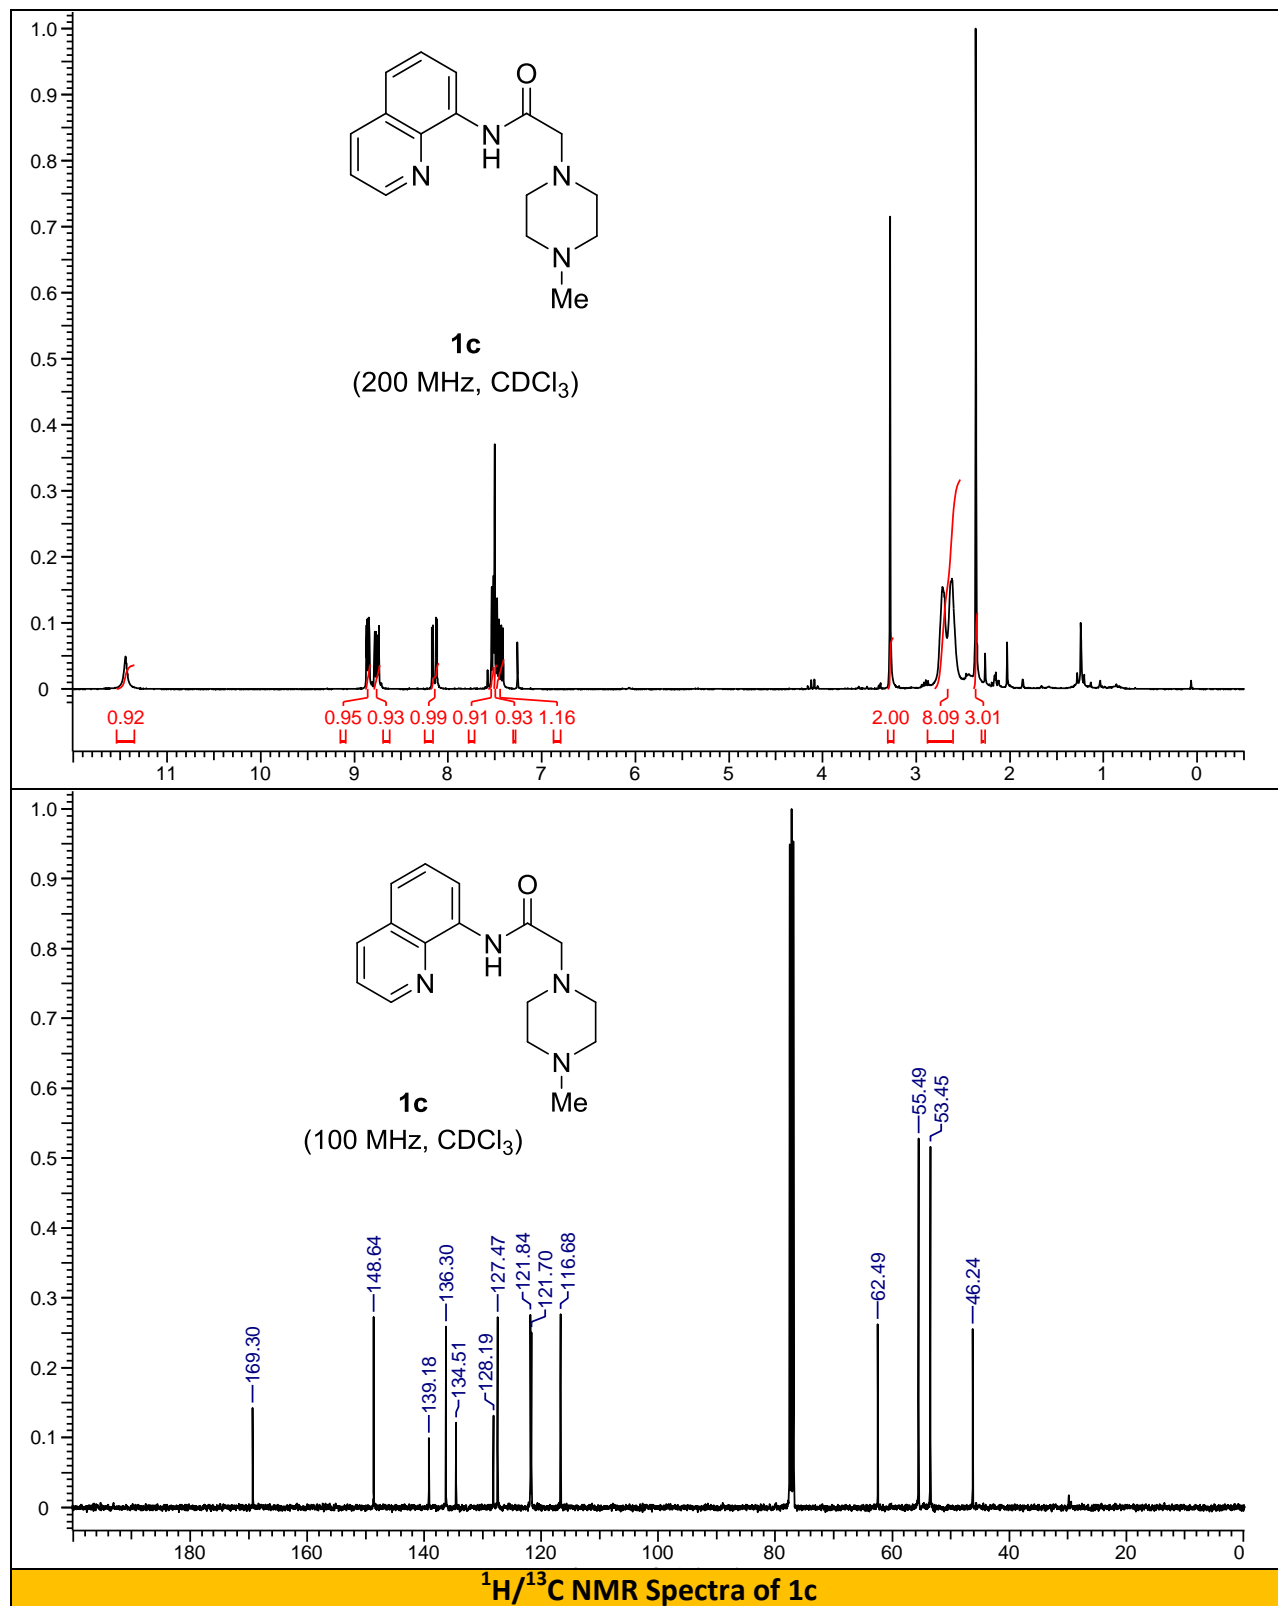 1.0
0.9
0.8
0.7
0.6
0.5
0.4
0.3
0.2
0.1
0
O
N
H
N
N
N
Me
1c
(200 MHz, CDCl₃)
0.92 0.95 0.93 0.99 0.91 0.93 1.16 2.00 8.09 3.01
11 10 9 8 7 6 5 4 3 2 1 0
1.0
0.9
0.8
0.7
0.6
0.5
0.4
0.3
0.2
0.1
0
O
N
H
N
N
N
Me
1c
(100 MHz, CDCl₃)
169.30
148.64
139.18
136.30
134.51
128.19
127.47
121.84
121.70
116.68
62.49
55.49
53.45
46.24
180 160 140 120 100 80 60 40 20 0
¹H/¹³C NMR Spectra of 1c